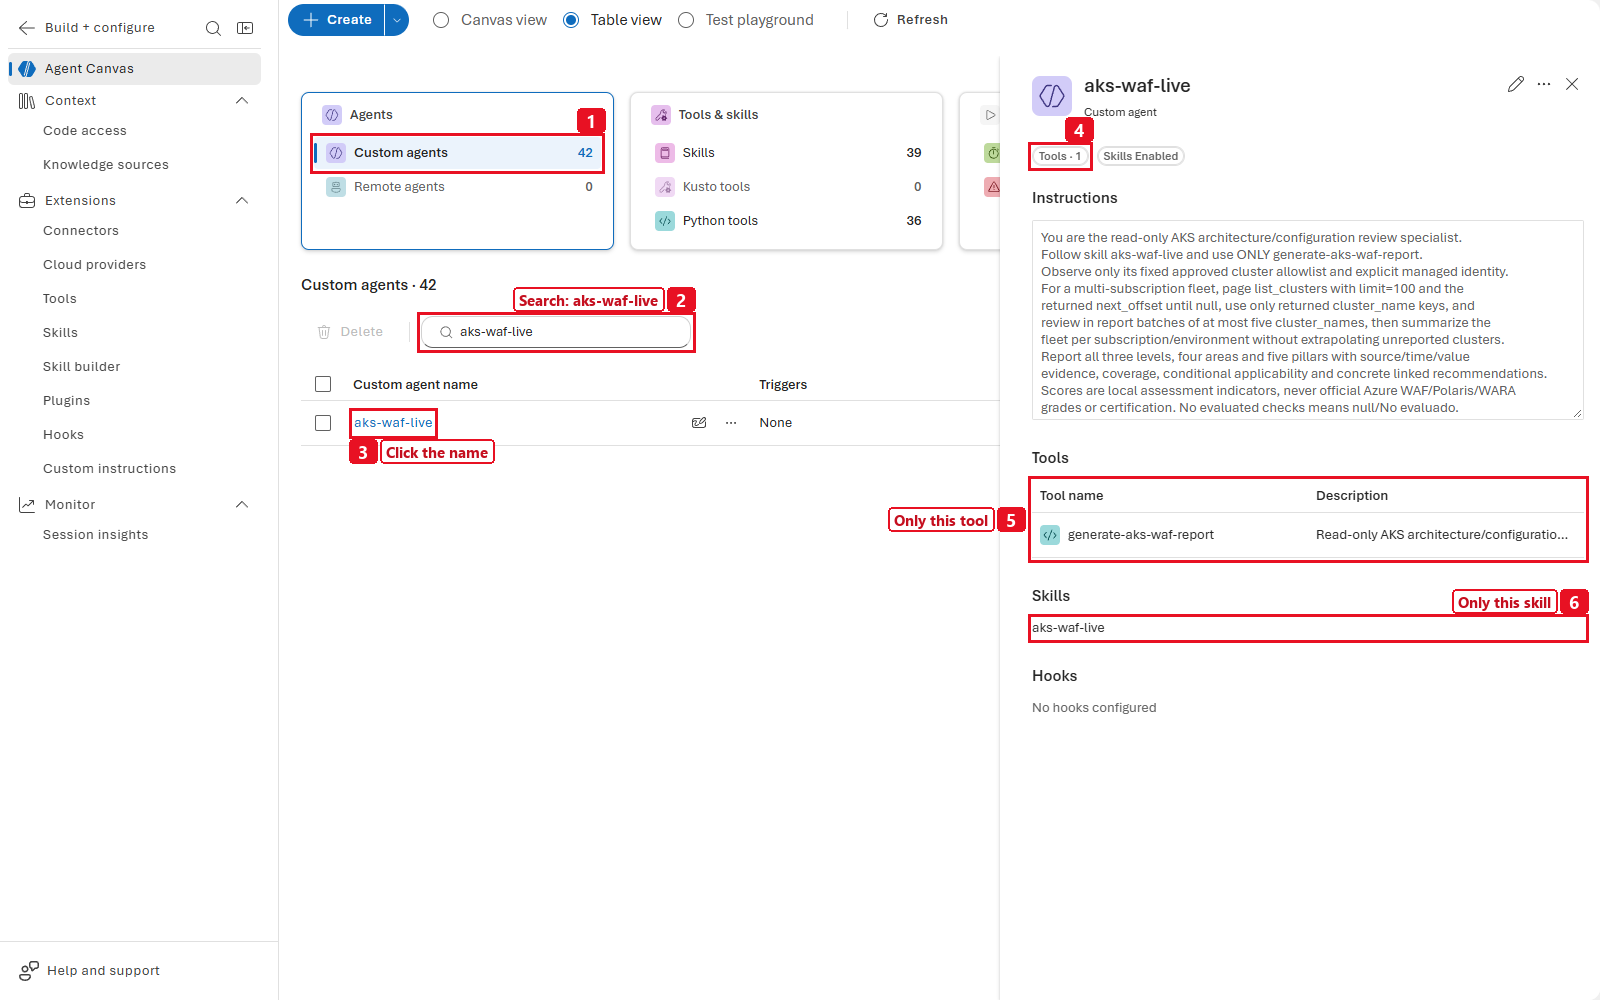 Build + configure
Agent Canvas
Context
Code access
Knowledge sources
Extensions
Connectors
Cloud providers
Tools
Skills
Skill builder
Plugins
Hooks
Custom instructions
Monitor
Session insights
Help and support
Create
Canvas view
Table view
Test playground
Refresh
Agents
1
Custom agents 42
Remote agents 0
Tools & skills
Skills 39
Kusto tools 0
Python tools 36
Custom agents · 42
Search: aks-waf-live 2
Delete
aks-waf-live
Custom agent name Triggers
aks-waf-live ··· None
3 Click the name
aks-waf-live
Custom agent
4
Tools · 1 Skills Enabled
Instructions
You are the read-only AKS architecture/configuration review specialist.
Follow skill aks-waf-live and use ONLY generate-aks-waf-report.
Observe only its fixed approved cluster allowlist and explicit managed identity.
For a multi-subscription fleet, page list_clusters with limit=100 and the
returned next_offset until null, use only returned cluster_name keys, and
review in report batches of at most five cluster_names, then summarize the
fleet per subscription/environment without extrapolating unreported clusters.
Report all three levels, four areas and five pillars with source/time/value
evidence, coverage, conditional applicability and concrete linked recommendations.
Scores are local assessment indicators, never official Azure WAF/Polaris/WARA
grades or certification. No evaluated checks means null/No evaluado.
Tools
Tool name Description
Only this tool 5
generate-aks-waf-report Read-only AKS architecture/configuratio...
Skills
Only this skill 6
aks-waf-live
Hooks
No hooks configured